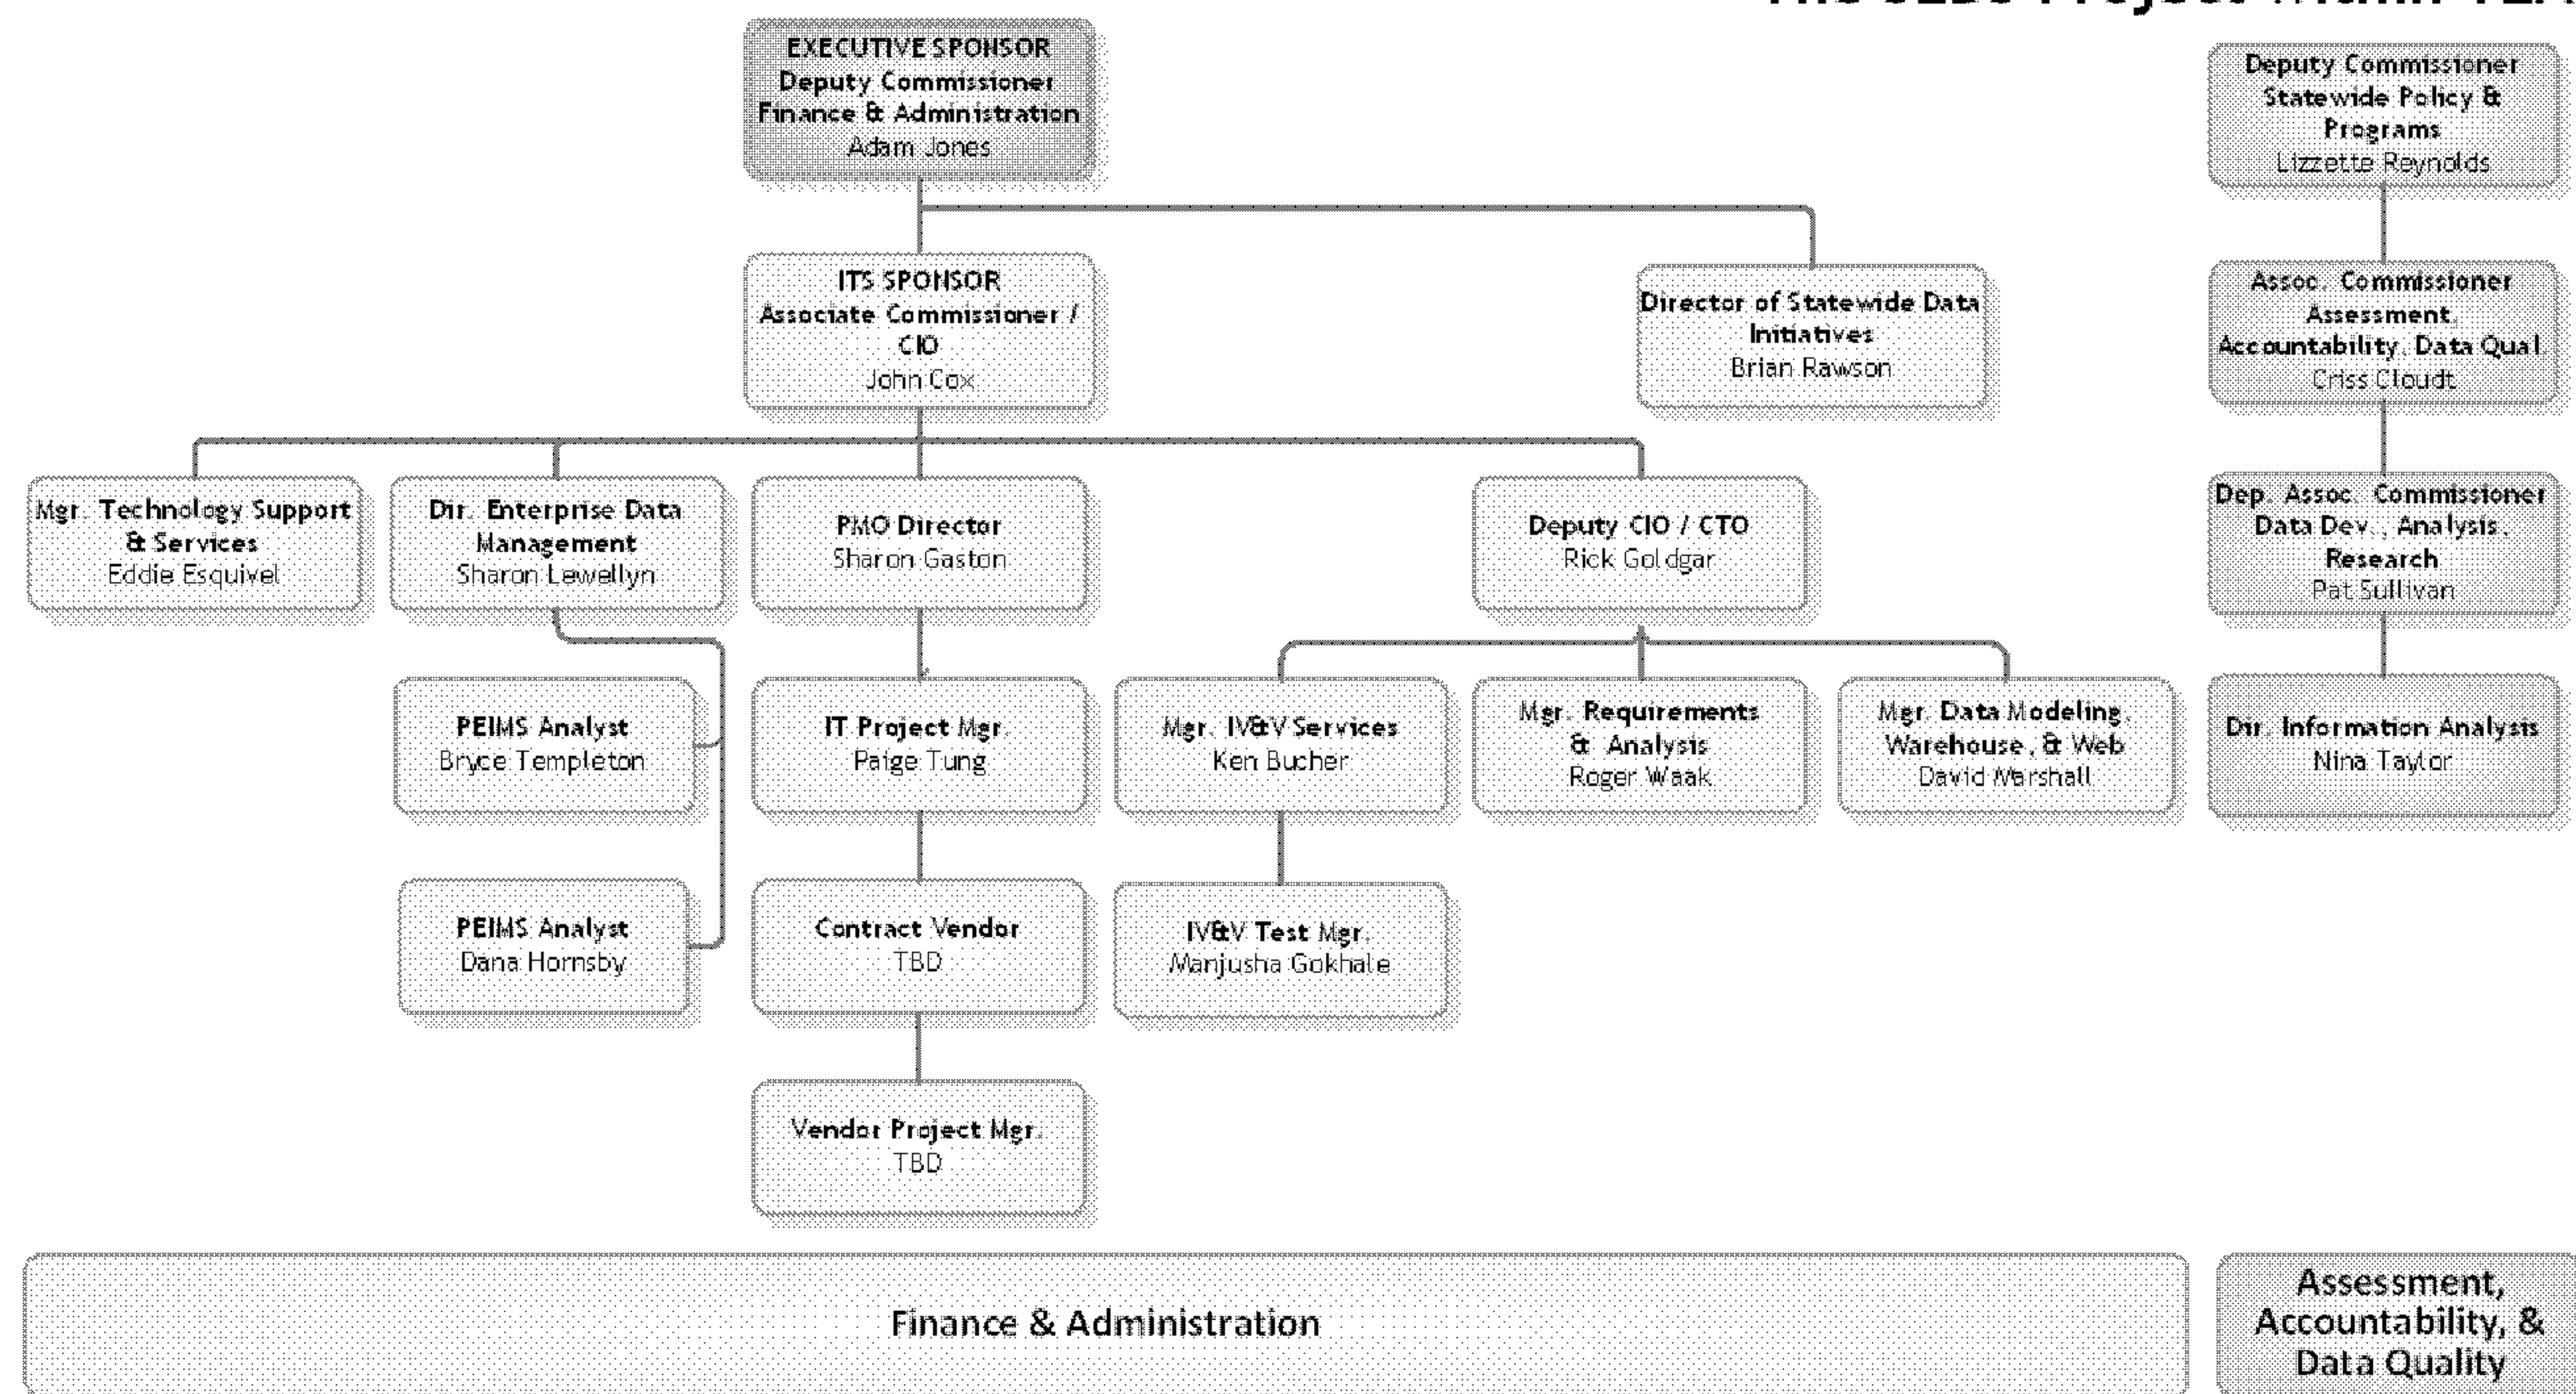 EXECUTIVE SPONSOR
Deputy Commissioner
Finance & Administration
Adam Jones
Deputy Commissioner
Statewide Policy &
Programs
Lizzette Reynolds
ITS SPONSOR
Associate Commissioner /
CIO
John Cox
Director of Statewide Data
Initiatives
Brian Rawson
Assoc. Commissioner
Assessment,
Accountability, Data Qual.
Criss Cloudt
Mgr. Technology Support
& Services
Eddie Esquivel
Dir. Enterprise Data
Management
Sharon Lewellyn
PMO Director
Sharon Gaston
Deputy CIO / CTO
Rick Goldgar
Dep. Assoc. Commissioner
Data Dev., Analysis,
Research
Pat Sullivan
PEIMS Analyst
Bryce Templeton
IT Project Mgr.
Paige Tung
Mgr. IV&V Services
Ken Bucher
Mgr. Requirements
& Analysis
Roger Waak
Mgr. Data Modeling,
Warehouse, & Web
David Marshall
Dir. Information Analysis
Nina Taylor
PEIMS Analyst
Dana Hornsby
Contract Vendor
TBD
IV&V Test Mgr.
Manjusha Gokhale
Vendor Project Mgr.
TBD
Finance & Administration
Assessment,
Accountability, &
Data Quality